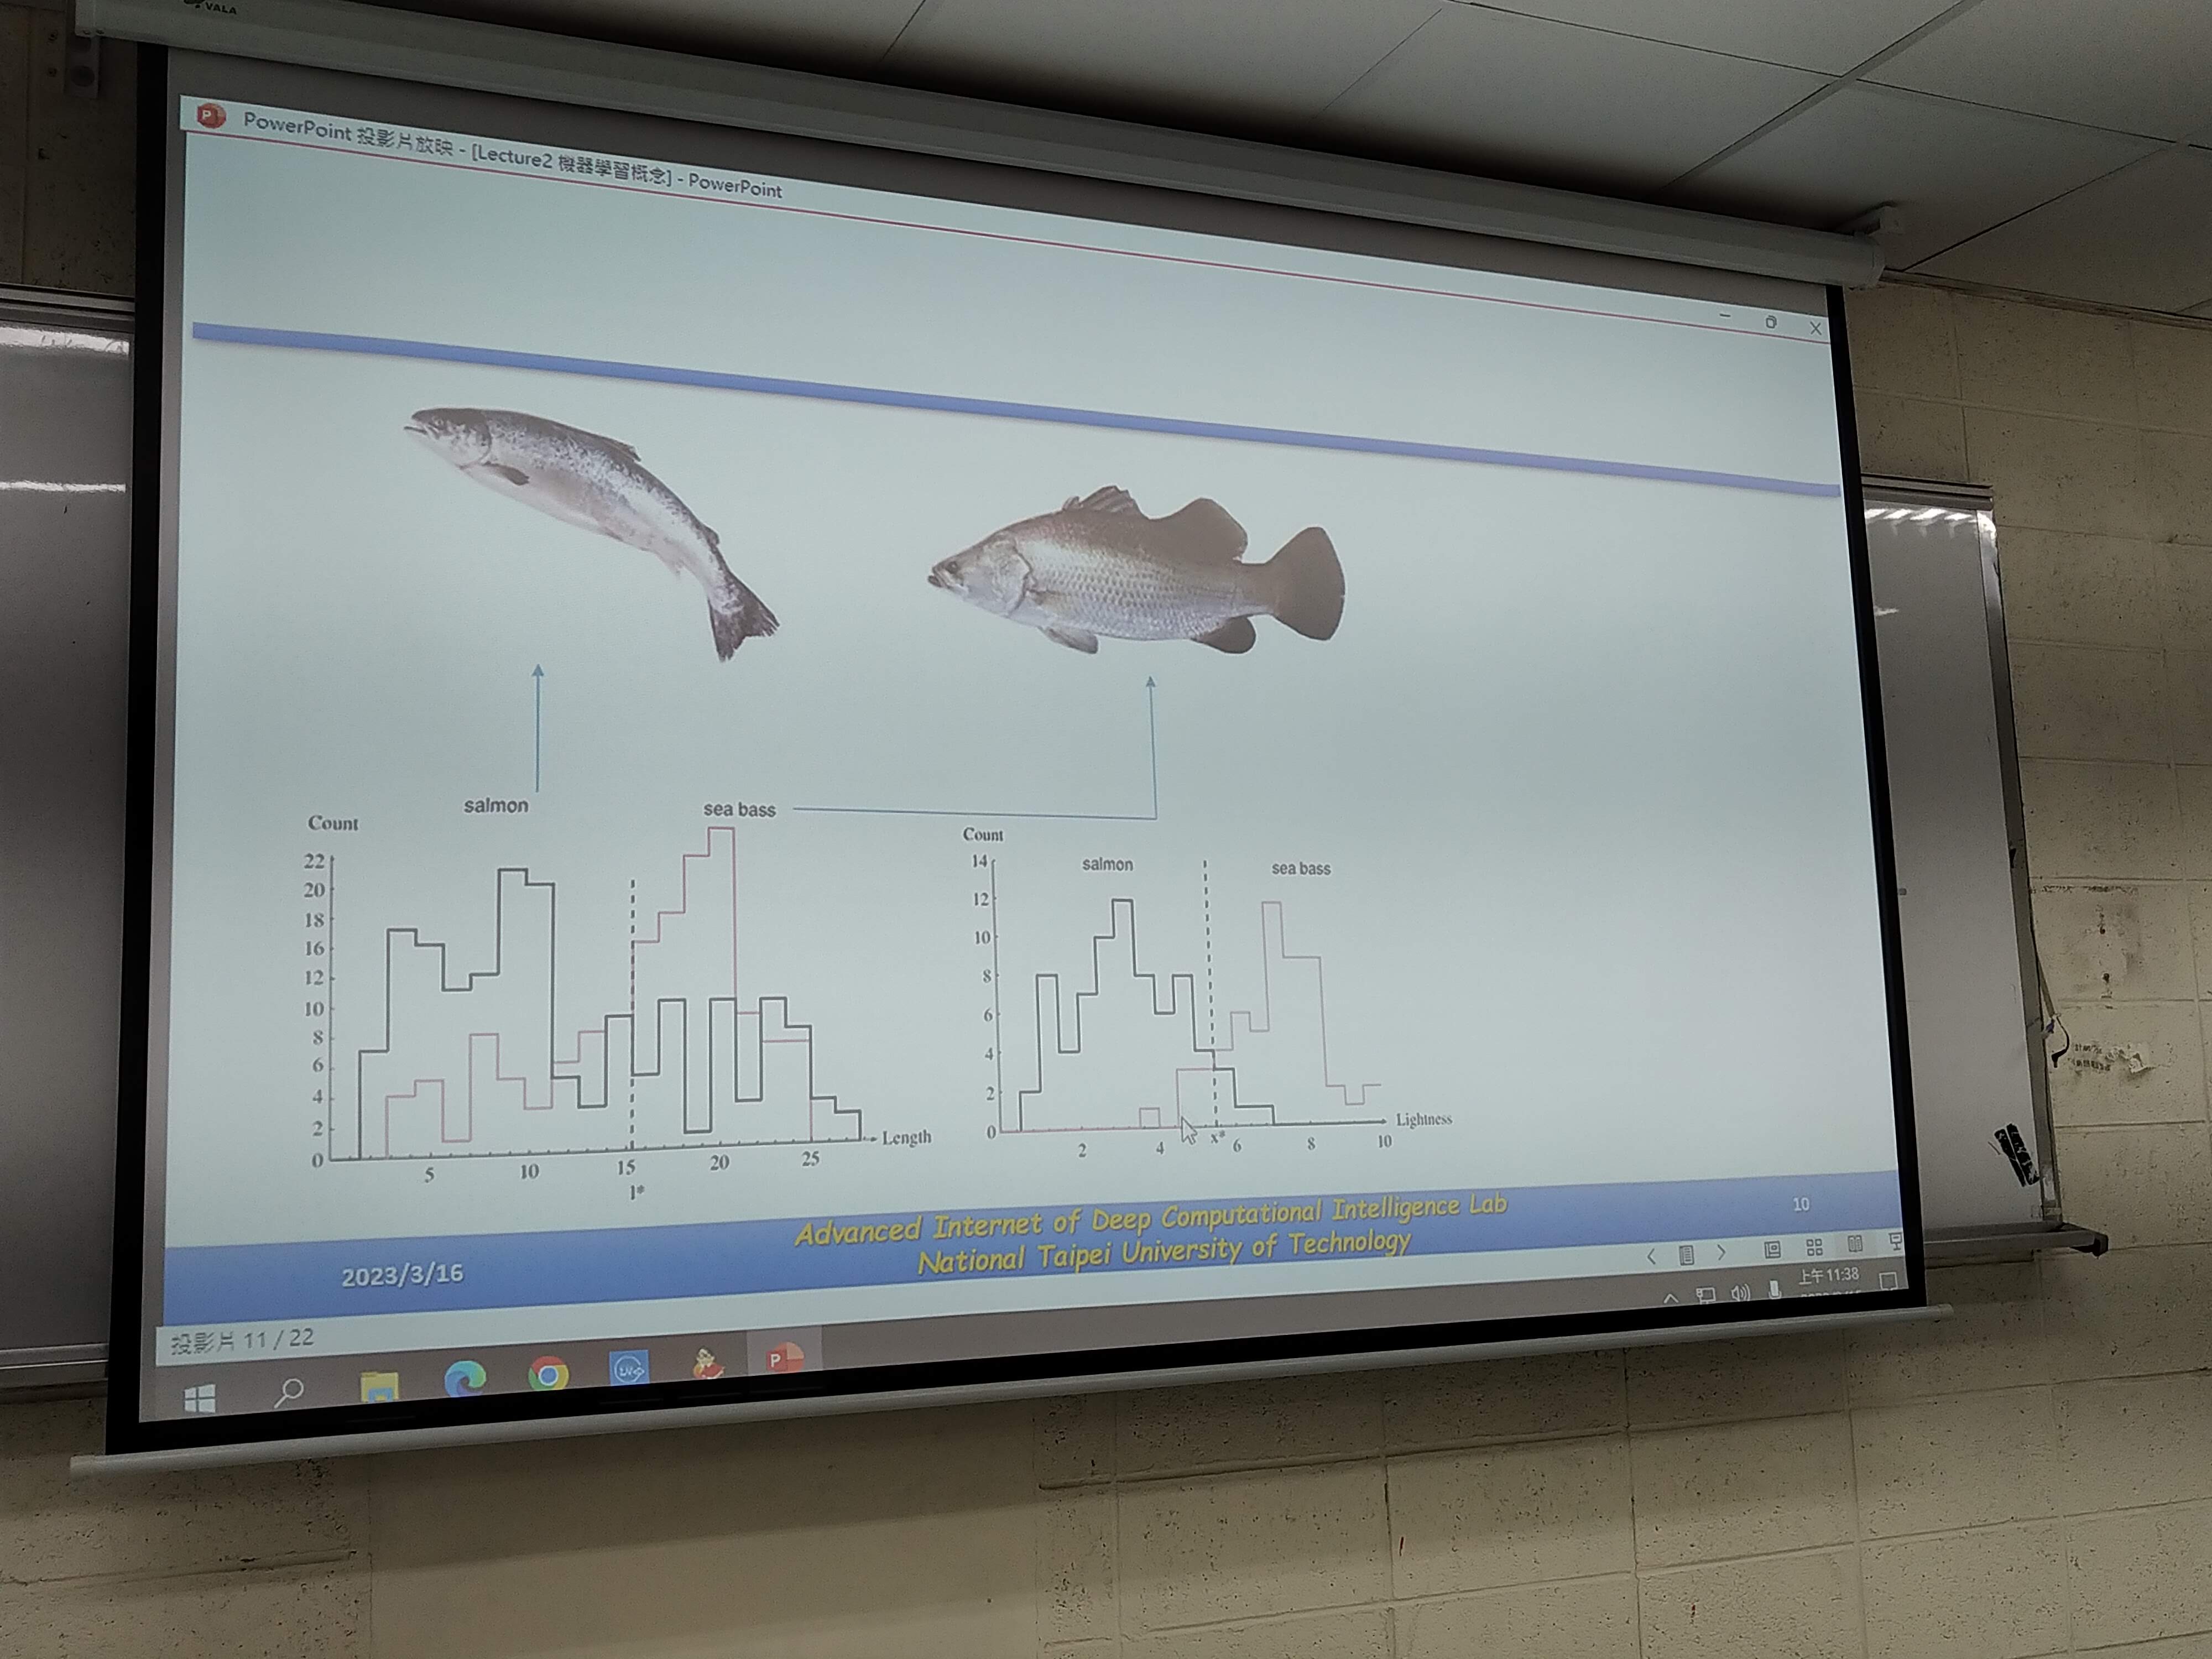 VALA
PowerPoint 投影片放映 - [Lecture2 機器學習概念] - PowerPoint
salmon
sea bass
Count
22
20
18
16
12
10
8
6
4
2
0
5
10
15
20
25
Length
l*
Count
salmon
sea bass
14
12
10
8
6
4
2
0
2
4
x*
6
8
10
Lightness
2023/3/16
Advanced Internet of Deep Computational Intelligence Lab
National Taipei University of Technology
10
投影片 11 / 22
上午 11:38